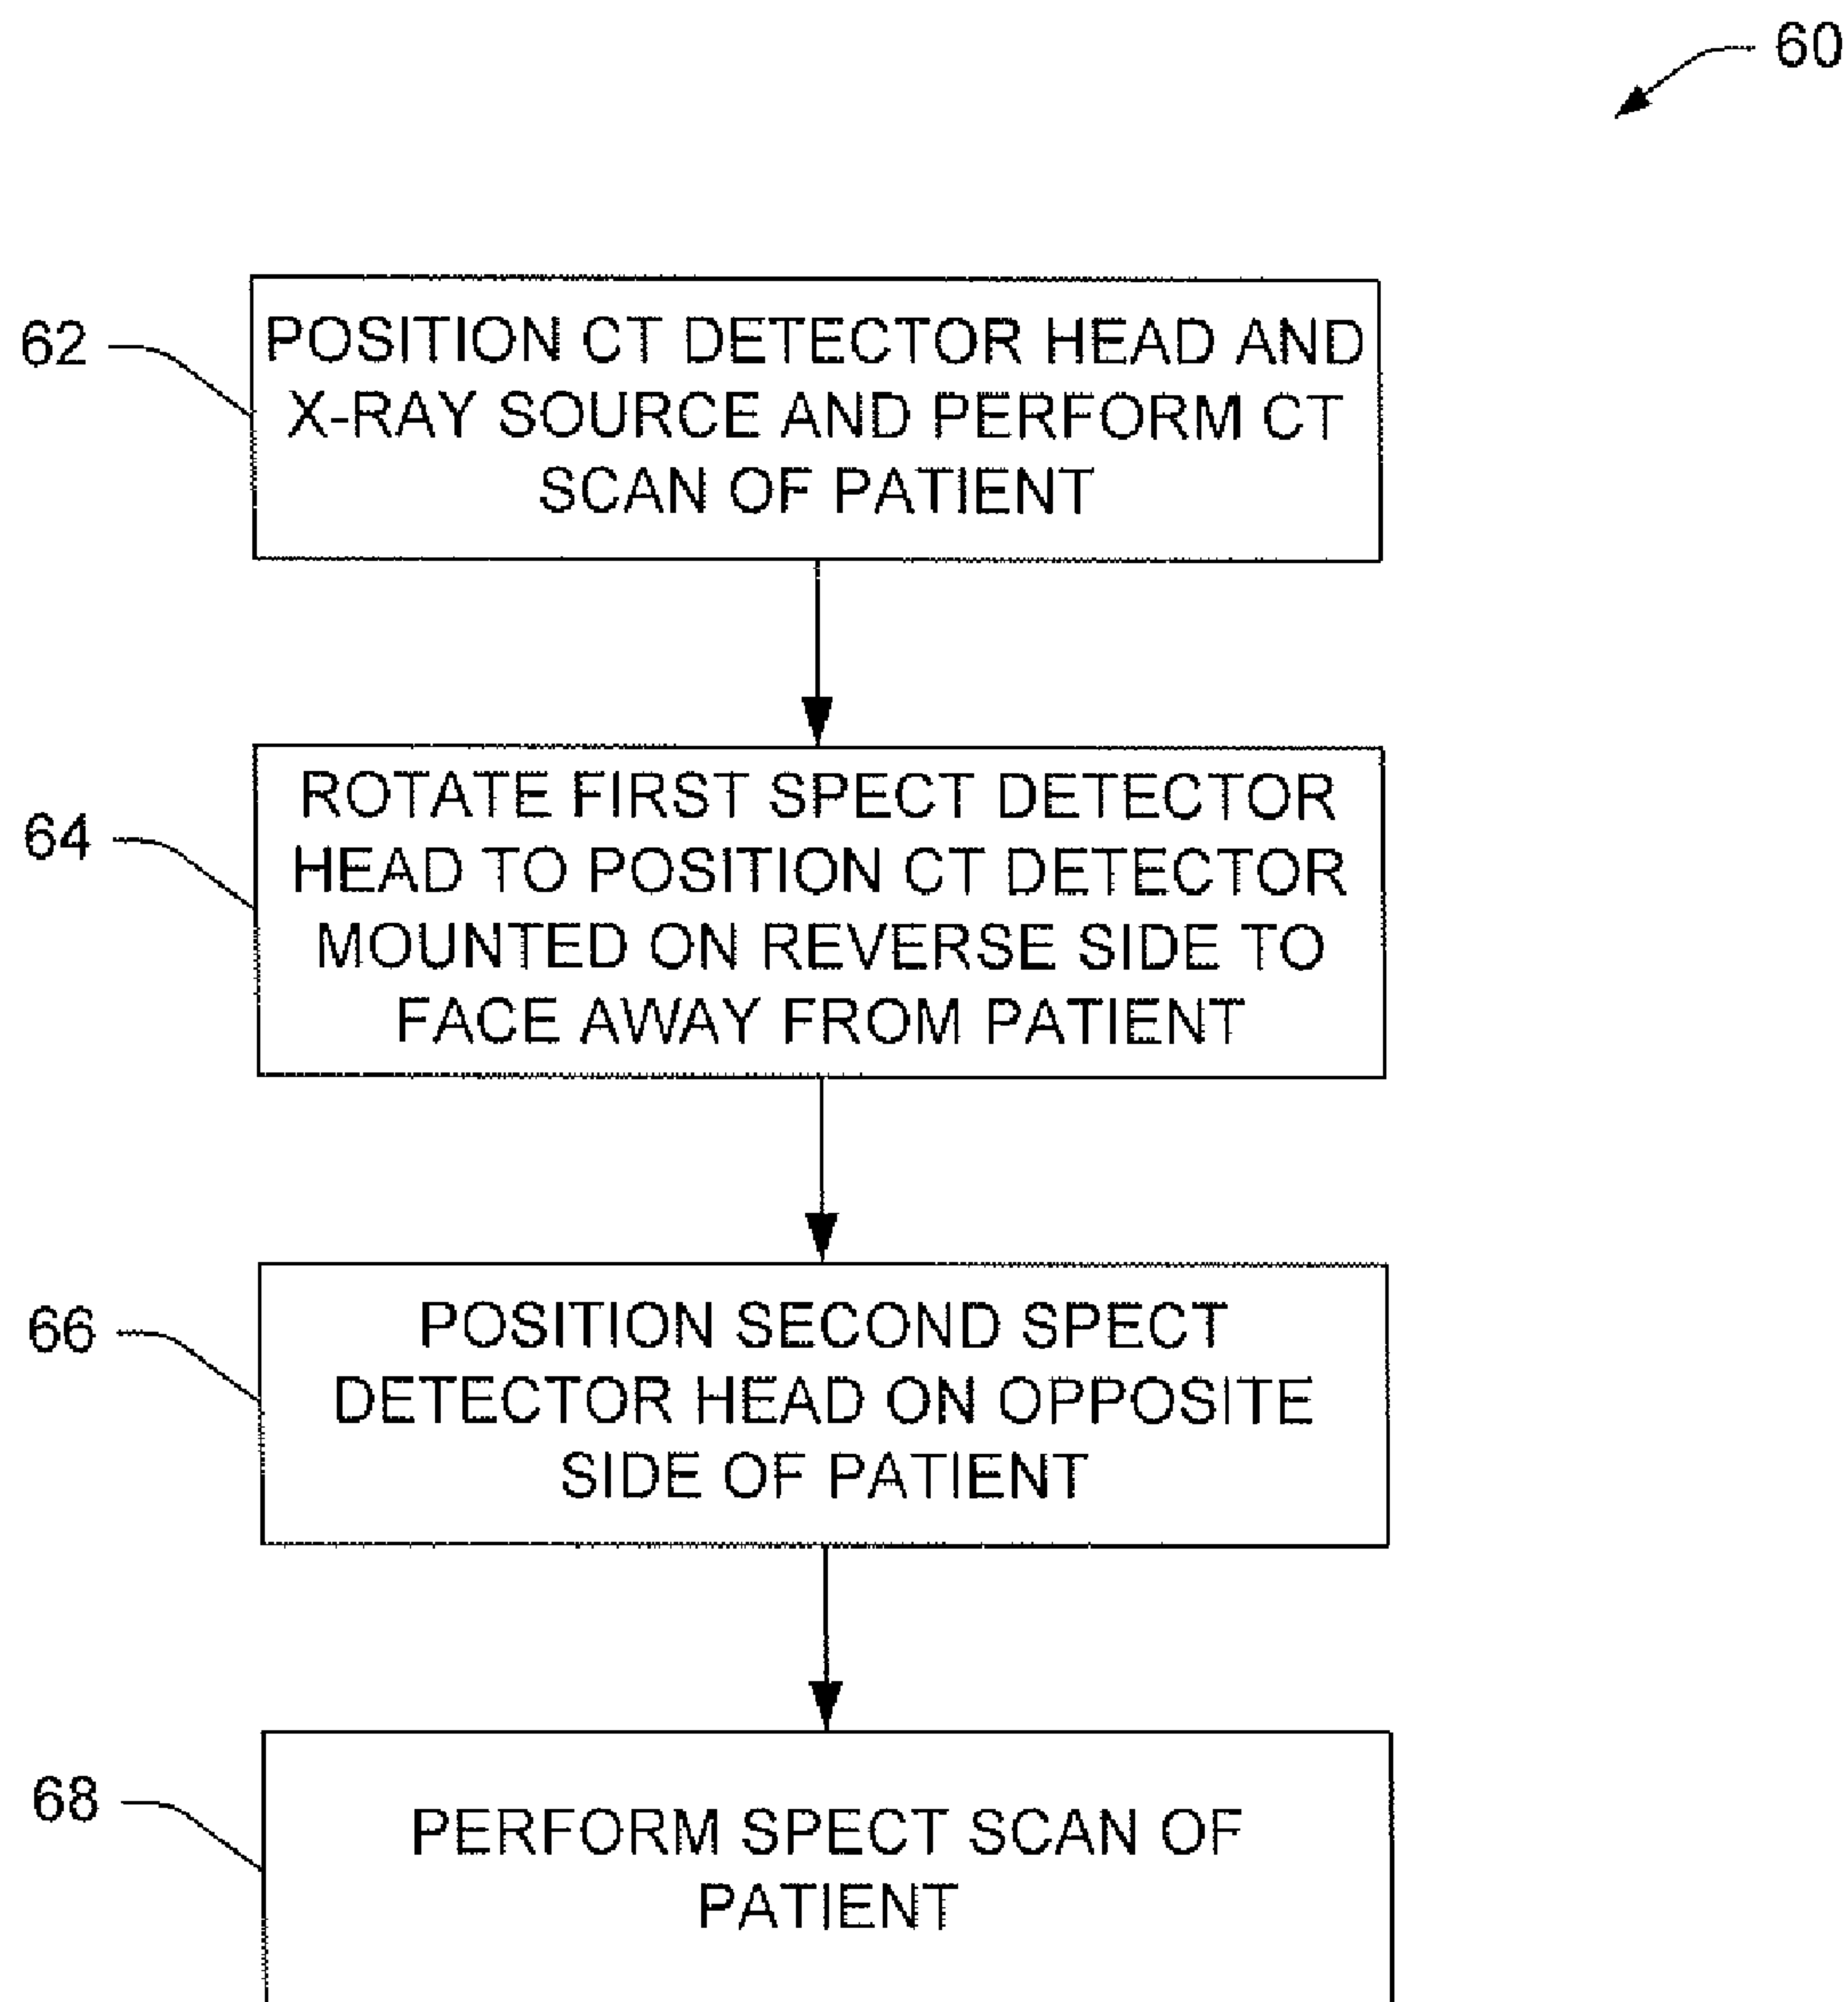 60
62
POSITION CT DETECTOR HEAD AND
X-RAY SOURCE AND PERFORM CT
SCAN OF PATIENT
64
ROTATE FIRST SPECT DETECTOR
HEAD TO POSITION CT DETECTOR
MOUNTED ON REVERSE SIDE TO
FACE AWAY FROM PATIENT
66
POSITION SECOND SPECT
DETECTOR HEAD ON OPPOSITE
SIDE OF PATIENT
68
PERFORM SPECT SCAN OF
PATIENT